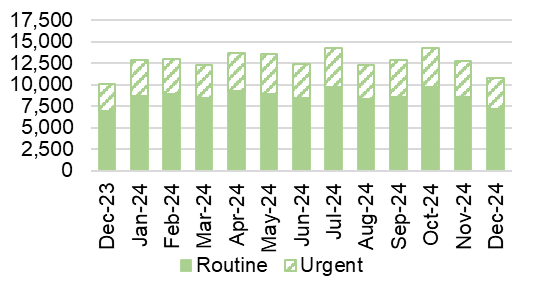 17,500
15,000
12,500
10,000
7,500
5,000
2,500
0
Dec-23
Jan-24
Feb-24
Mar-24
Apr-24
May-24
Jun-24
Jul-24
Aug-24
Sep-24
Oct-24
Nov-24
Dec-24
Routine Urgent